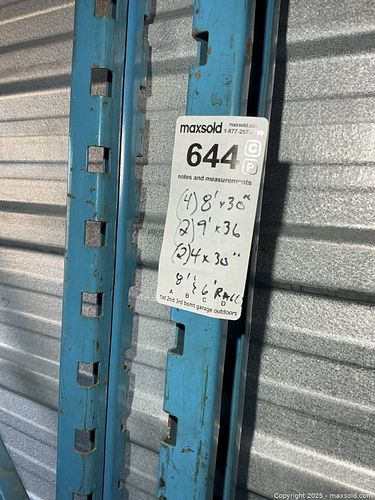 maxsold maxsold.com
1-877-257-
644 C
F
notes and measurements
(4) 8' x 30"
(2) 9' x 36
(2) 4 x 30"
8' & 6' RAILS
A B C D
1st 2nd 3rd bsmt garage outdoors
Copyright 2025 - maxsold.com